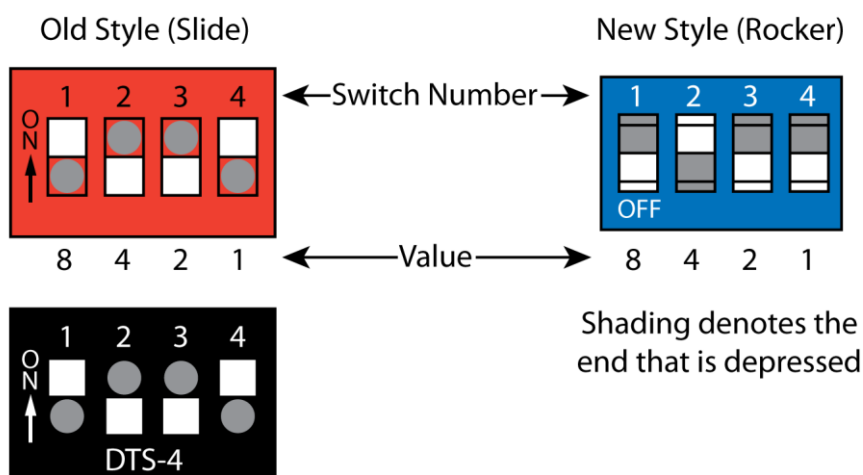 Old Style (Slide)
New Style (Rocker)
1 2 3 4
ON
Switch Number
1 2 3 4
OFF
8 4 2 1
Value
8 4 2 1
1 2 3 4
ON
DTS-4
Shading denotes the
end that is depressed